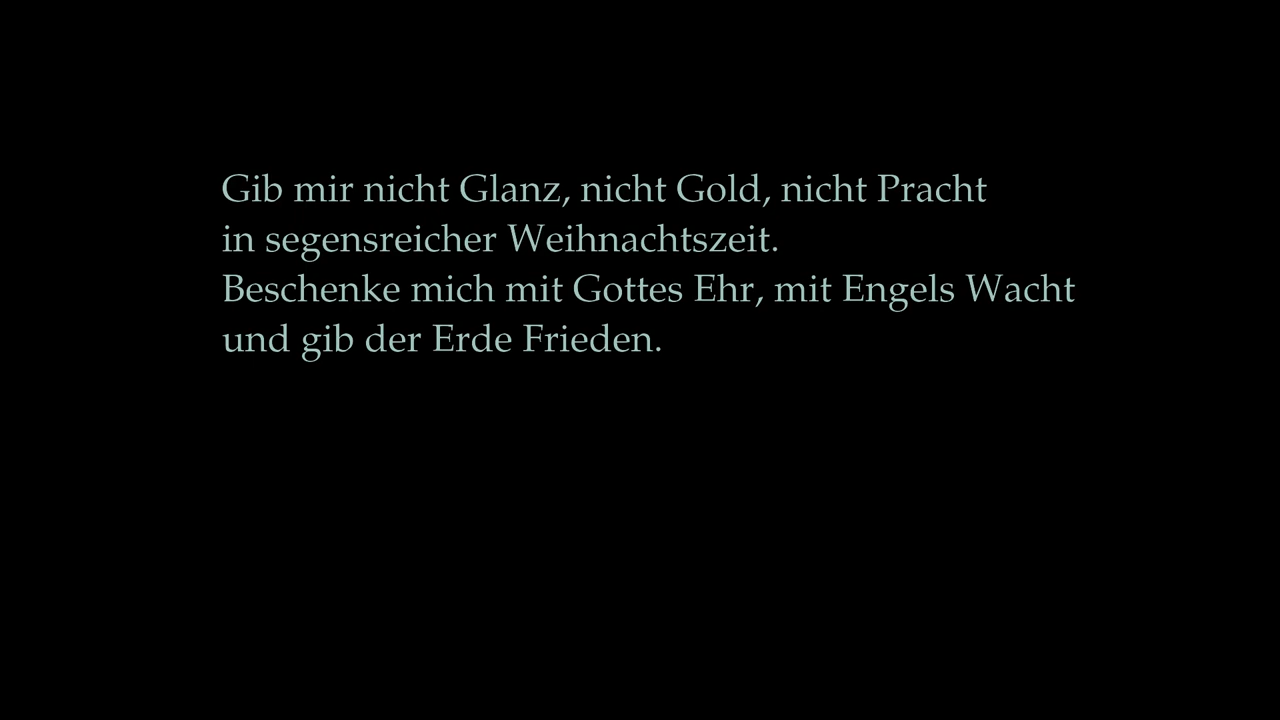 Gib mir nicht Glanz, nicht Gold, nicht Pracht
in segensreicher Weihnachtszeit.
Beschenke mich mit Gottes Ehr, mit Engels Wacht
und gib der Erde Frieden.